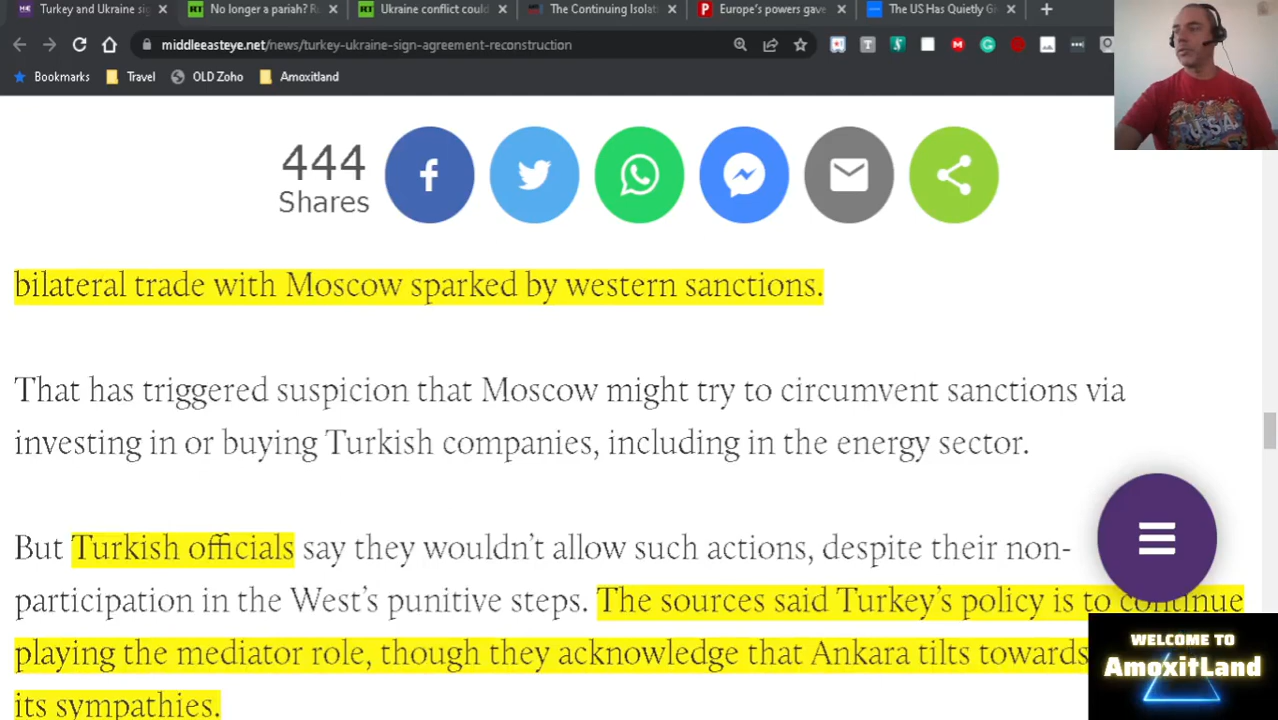 Turkey and Ukraine si
No longer a pariah? R
Ukraine conflict could
The Continuing Isolat
Europe's powers gave
The US Has Quietly Gi
middleeasteye.net/news/turkey-ukraine-sign-agreement-reconstruction
Bookmarks Travel OLD Zoho Amoxitland
U.S.A.
444
Shares
bilateral trade with Moscow sparked by western sanctions.
That has triggered suspicion that Moscow might try to circumvent sanctions via
investing in or buying Turkish companies, including in the energy sector.
But Turkish officials say they wouldn't allow such actions, despite their non-
participation in the West's punitive steps. The sources said Turkey's policy is to continue
playing the mediator role, though they acknowledge that Ankara tilts towards
its sympathies.
WELCOME TO
AmoxitLand